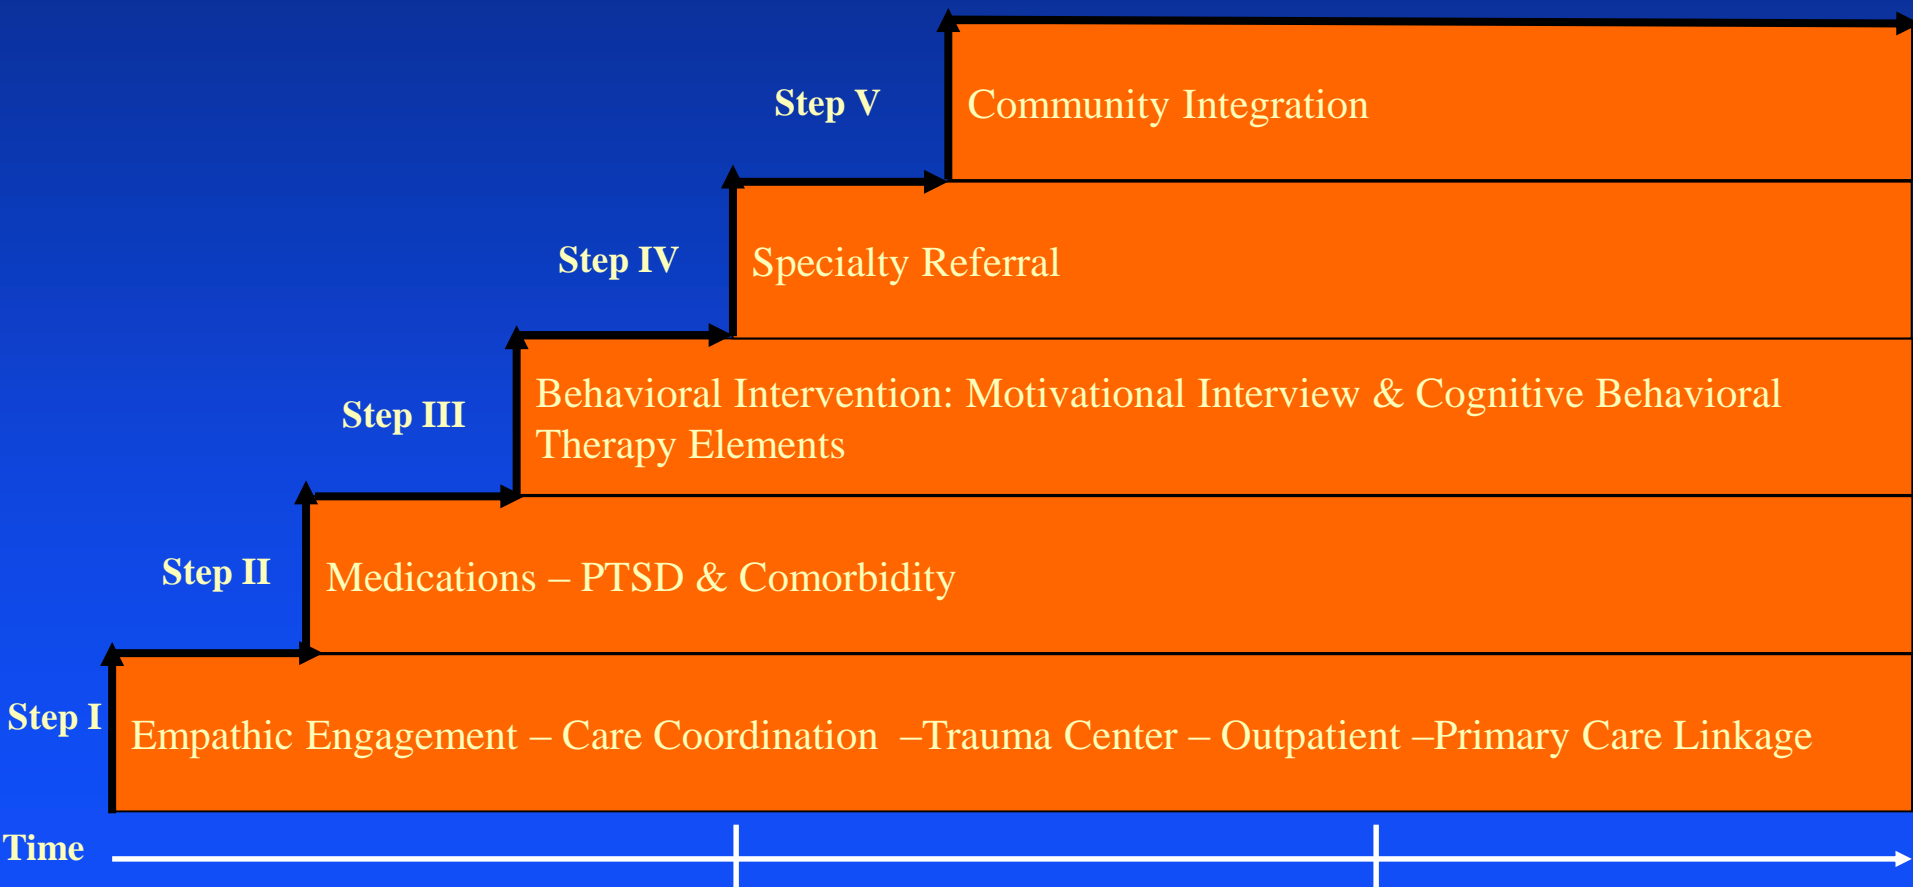 Step V
Community Integration
Step IV
Specialty Referral
Step III
Behavioral Intervention: Motivational Interview & Cognitive Behavioral
Therapy Elements
Step II
Medications – PTSD & Comorbidity
Step I
Empathic Engagement – Care Coordination –Trauma Center – Outpatient –Primary Care Linkage
Time